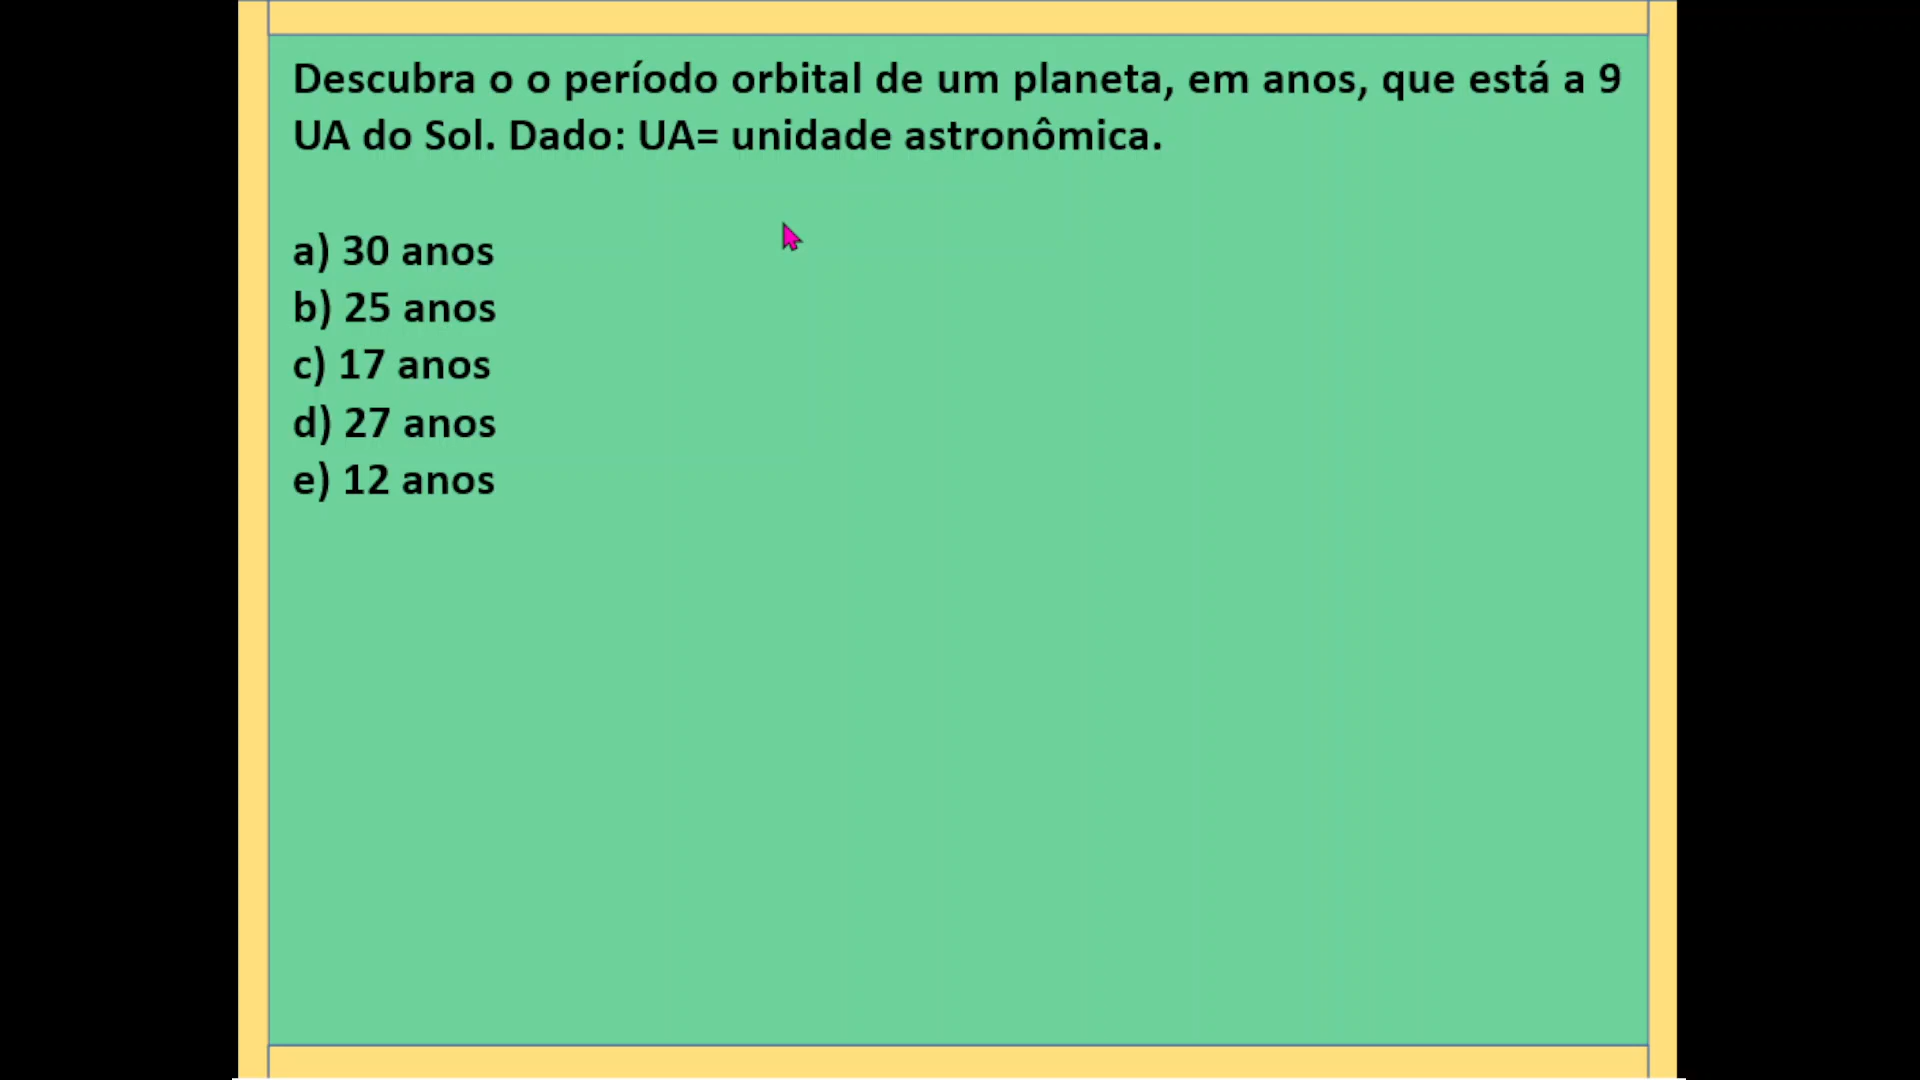 Descubra o o período orbital de um planeta, em anos, que está a 9
UA do Sol. Dado: UA= unidade astronômica.
a) 30 anos
b) 25 anos
c) 17 anos
d) 27 anos
e) 12 anos